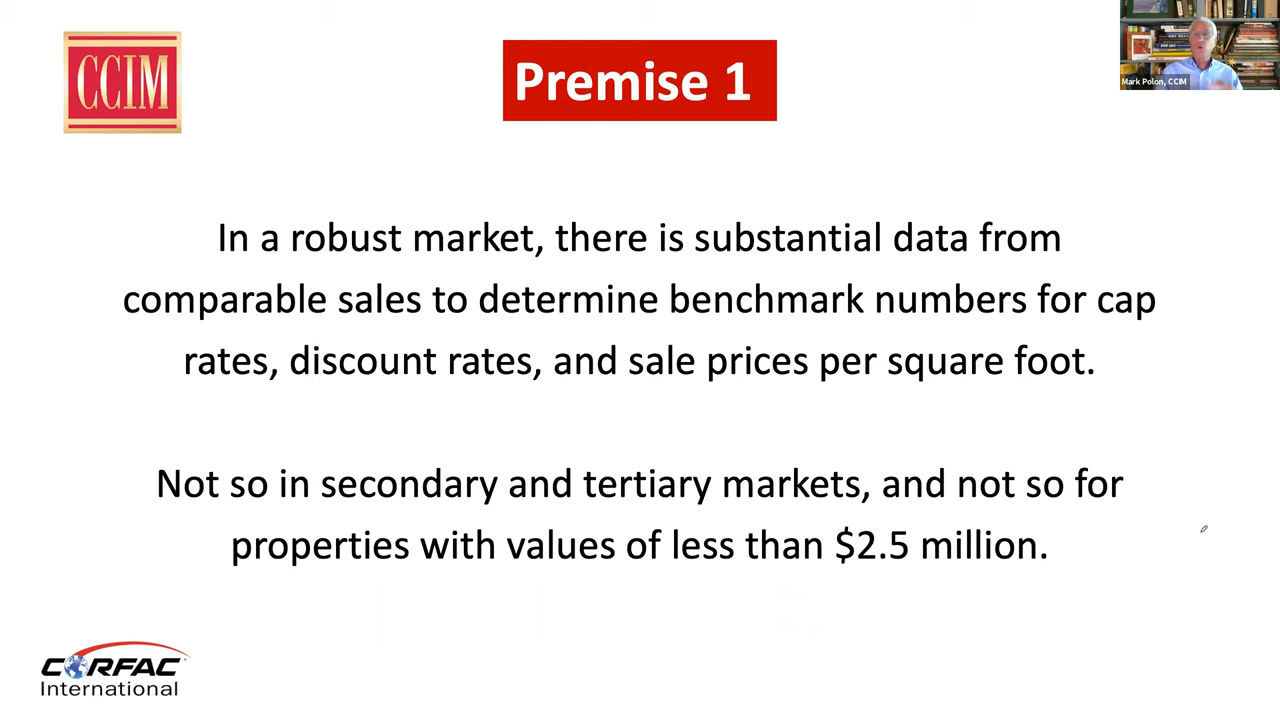 CCIM
Premise 1
Mark Polon, CCIM
In a robust market, there is substantial data from
comparable sales to determine benchmark numbers for cap
rates, discount rates, and sale prices per square foot.
Not so in secondary and tertiary markets, and not so for
properties with values of less than $2.5 million.
CORFAC
International